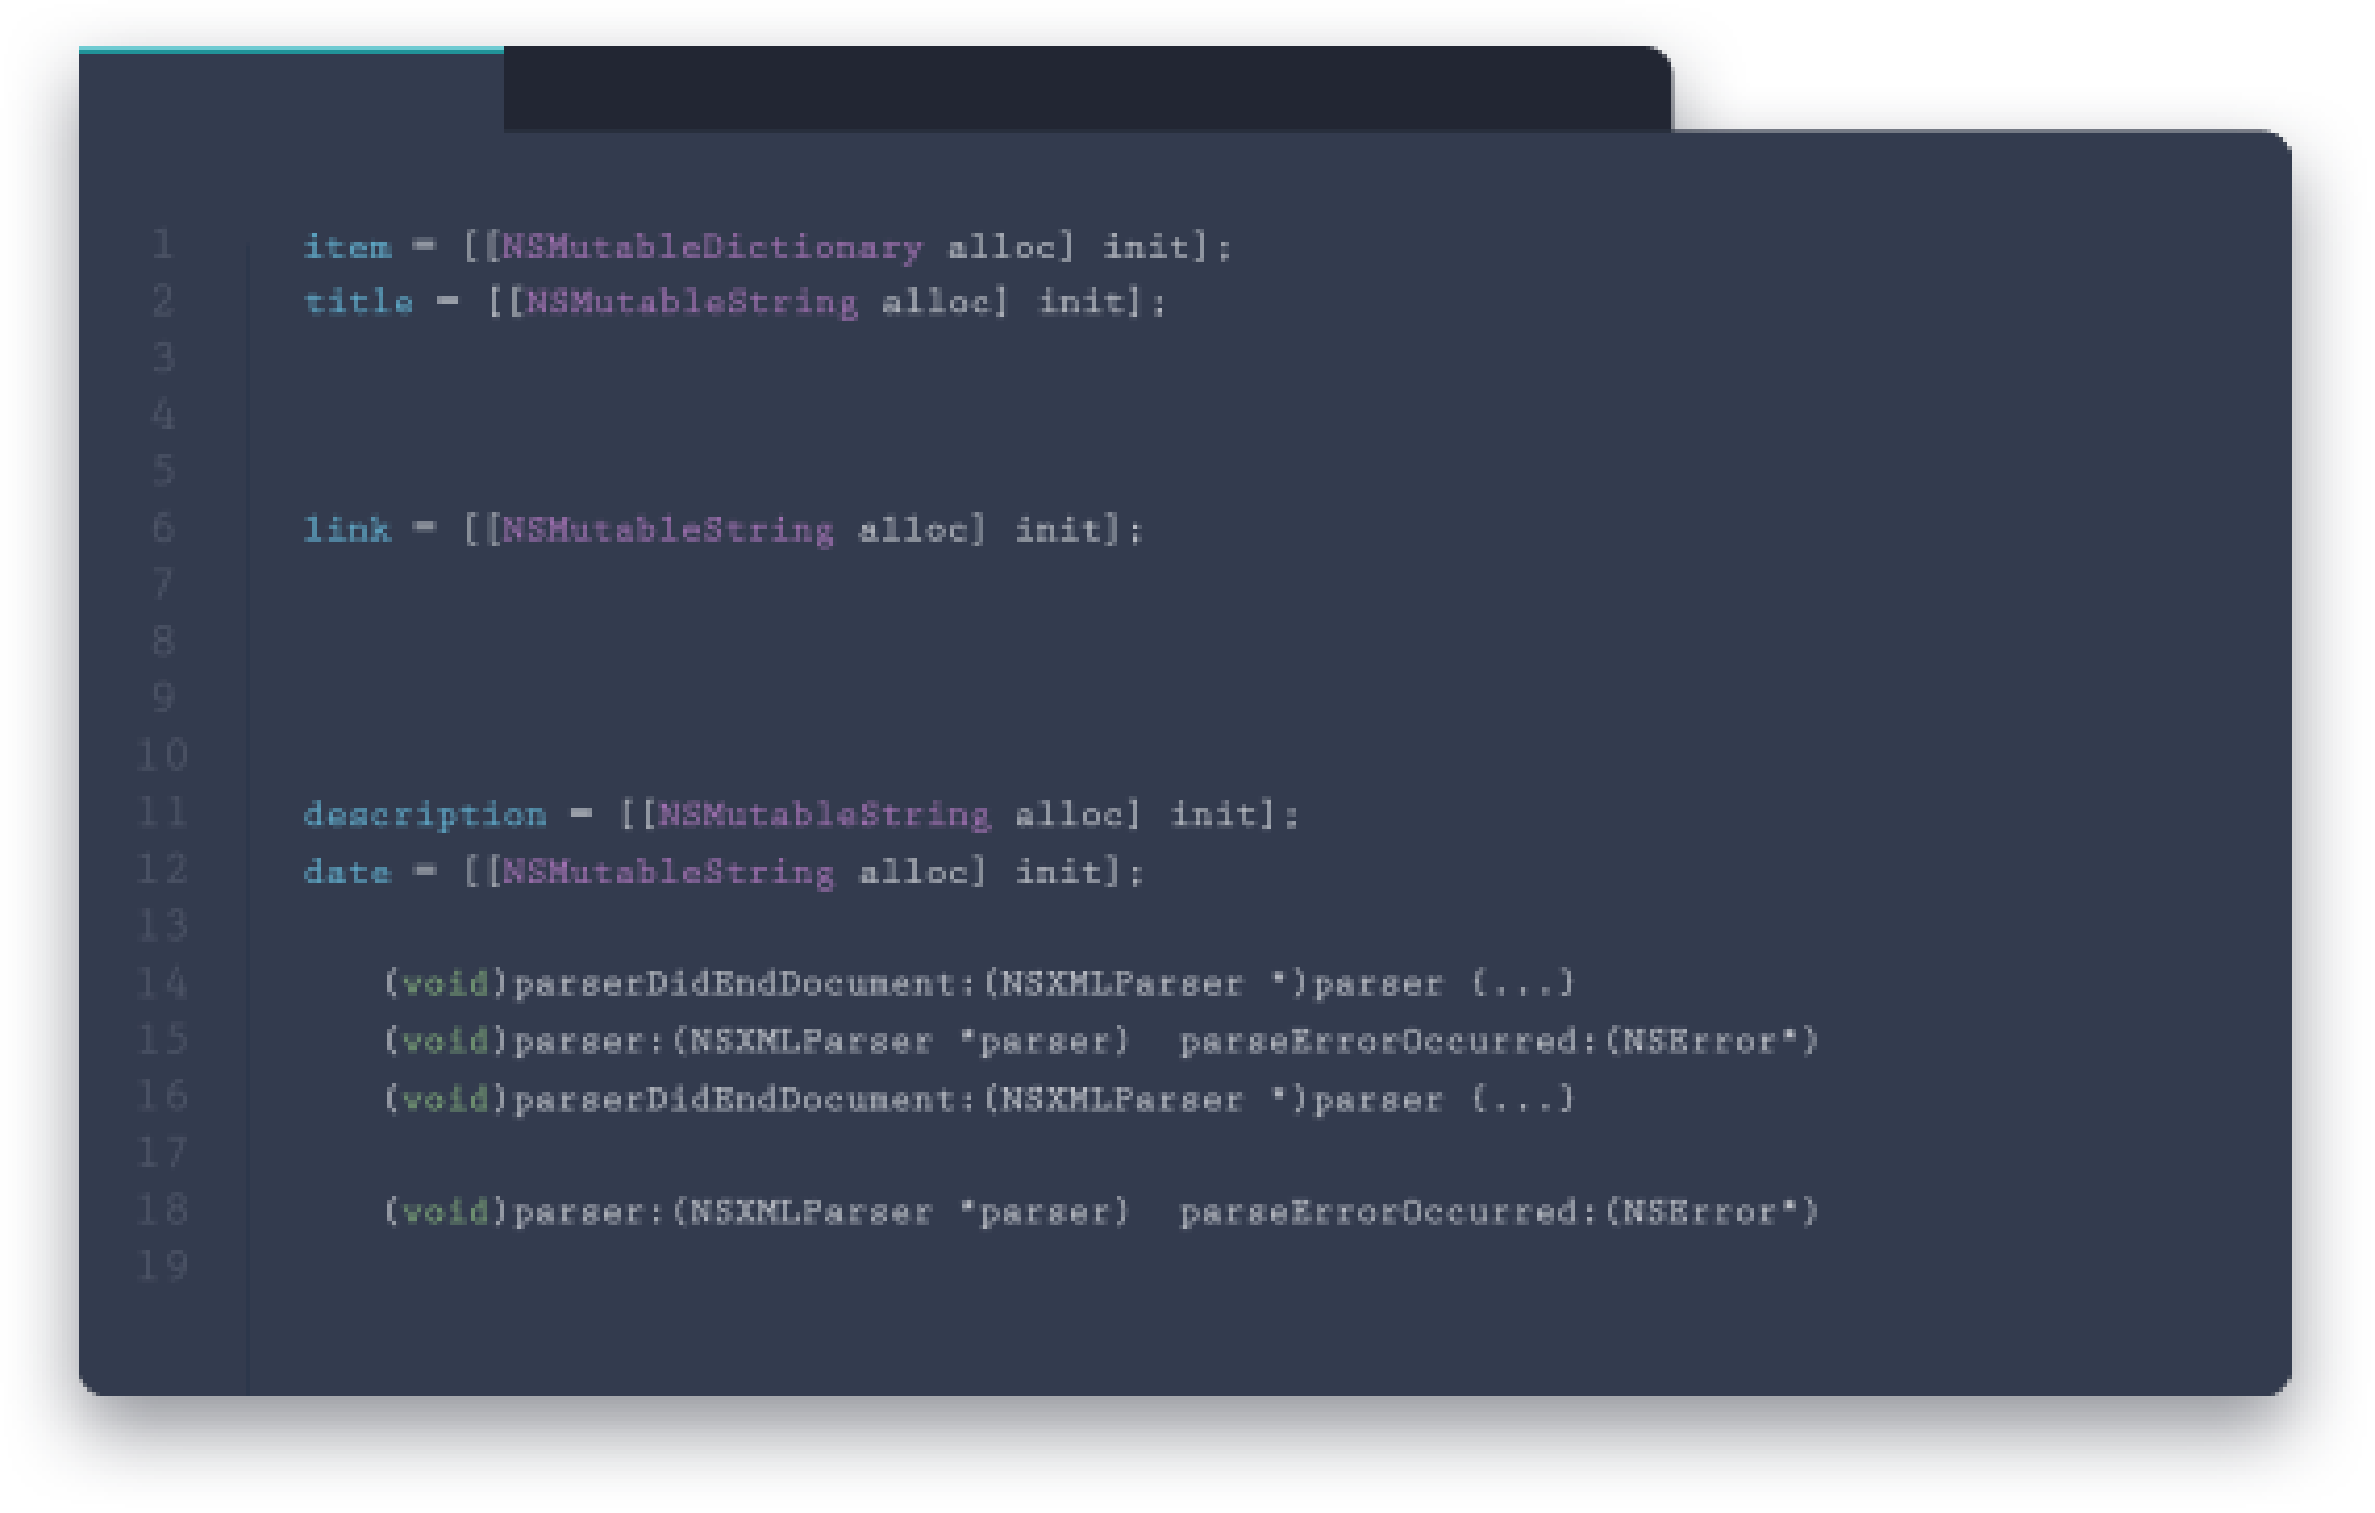 1 item = [[NSMutableDictionary alloc] init];
2 title = [[NSMutableString alloc] init];
3
4
5
6 link = [[NSMutableString alloc] init];
7
8
9
10
11 description = [[NSMutableString alloc] init];
12 date = [[NSMutableString alloc] init];
13
14 (void)parserDidEndDocument:(NSXMLParser *)parser {...}
15 (void)parser:(NSXMLParser *parser) parseErrorOccurred:(NSError*)
16 (void)parserDidEndDocument:(NSXMLParser *)parser {...}
17
18 (void)parser:(NSXMLParser *parser) parseErrorOccurred:(NSError*)
19